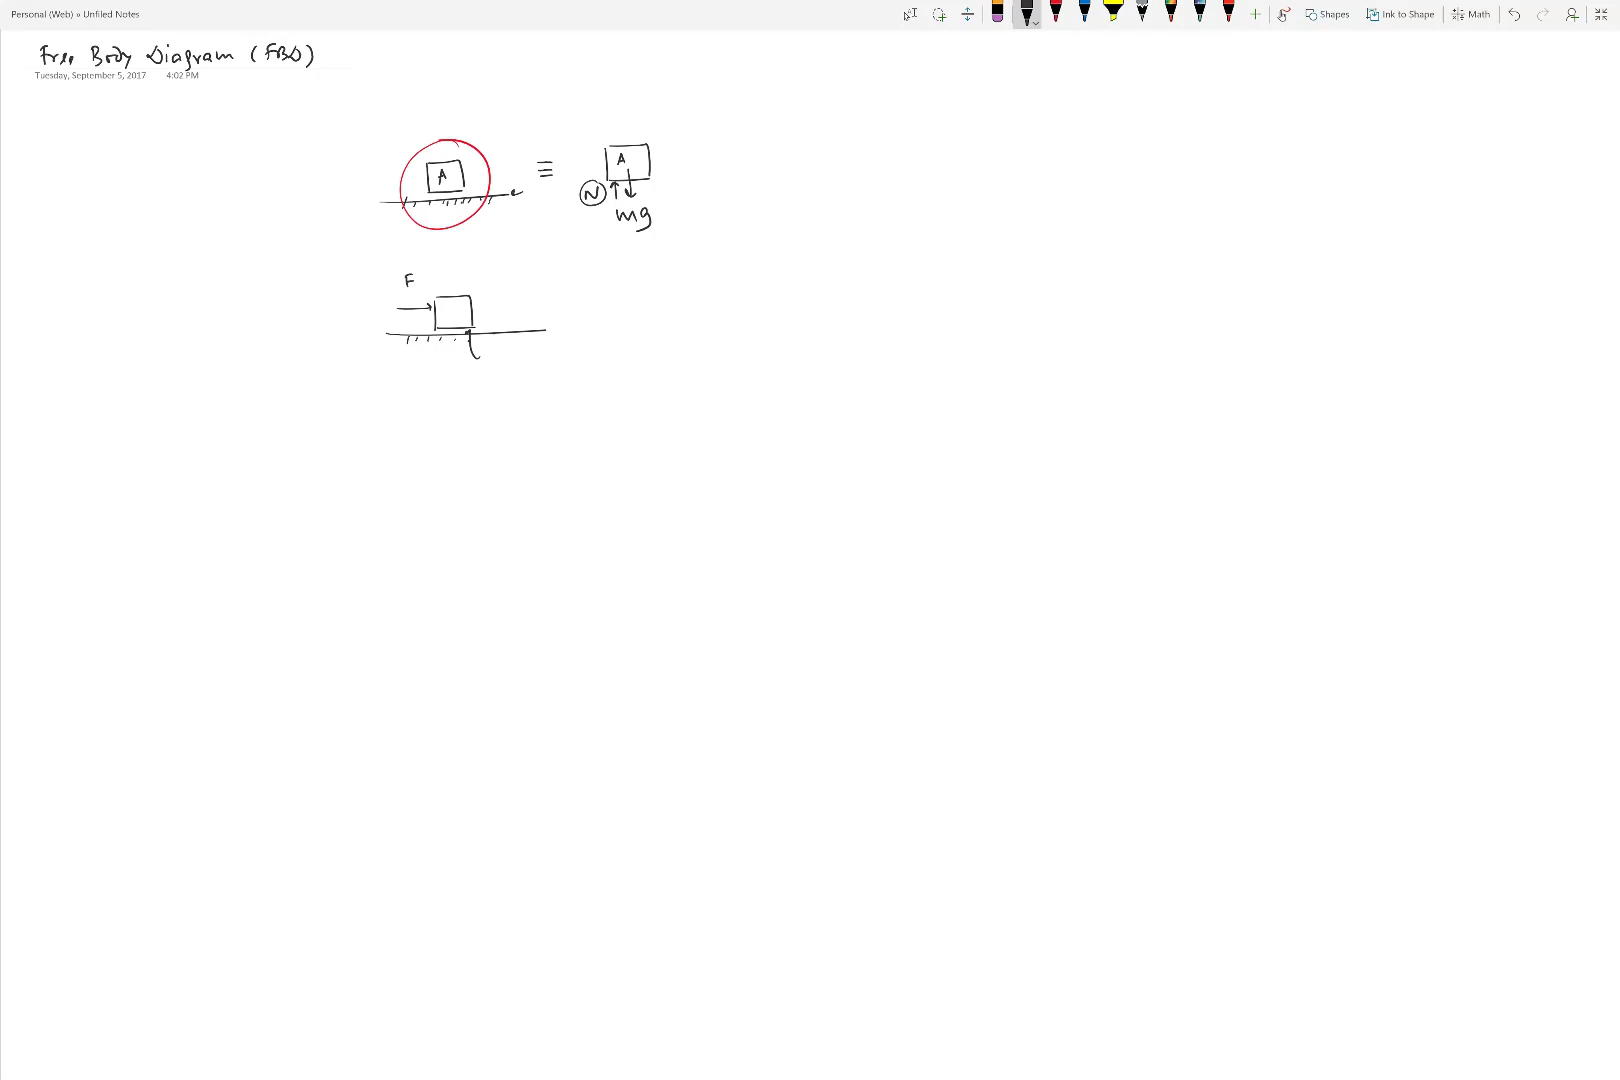 Personal (Web) » Unfiled Notes
Shapes
Ink to Shape
Math
Free Body Diagram (FBD)
Tuesday, September 5, 2017 4:02 PM
A
≡
A
N
mg
F